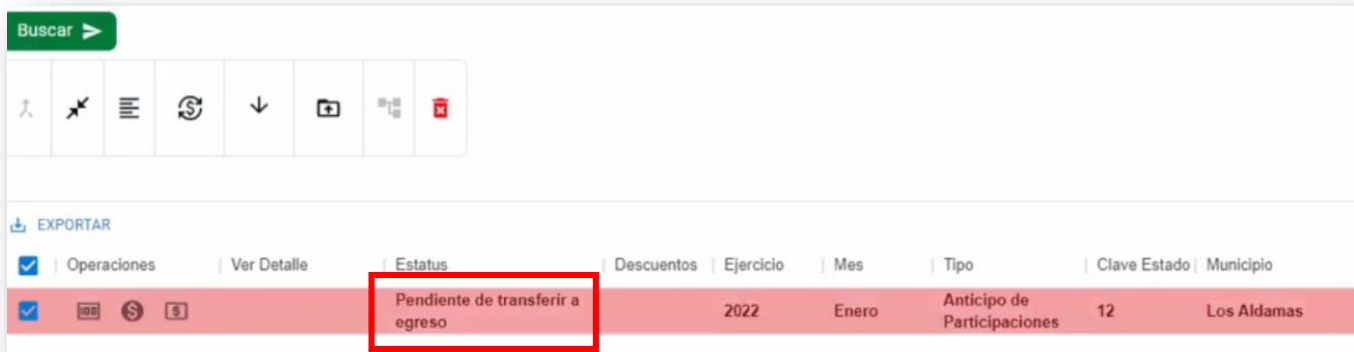 Buscar
EXPORTAR
Operaciones Ver Detalle Estatus Descuentos Ejercicio Mes Tipo Clave Estado Municipio
Pendiente de transferir a egreso 2022 Enero Anticipo de Participaciones 12 Los Aldamas